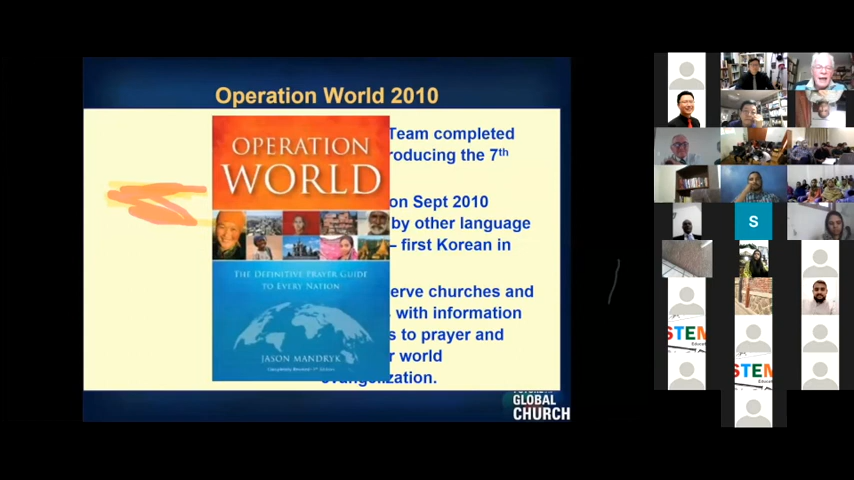 Operation World 2010
Team completed
roducing the 7th
on Sept 2010
by other language
– first Korean in
erve churches and
with information
s to prayer and
r world
evangelization.
OPERATION
WORLD
THE DEFINITIVE PRAYER GUIDE
TO EVERY NATION
JASON MANDRYK
GLOBAL
CHURCH
S
STEM
STEM